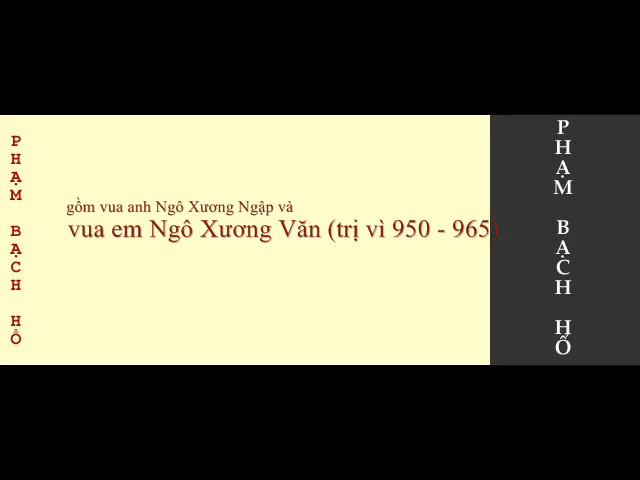 PHẠM BẠCH HỔ
gồm vua anh Ngô Xương Ngập và
vua em Ngô Xương Văn (trị vì 950 - 965)
PHẠM BẠCH HỔ